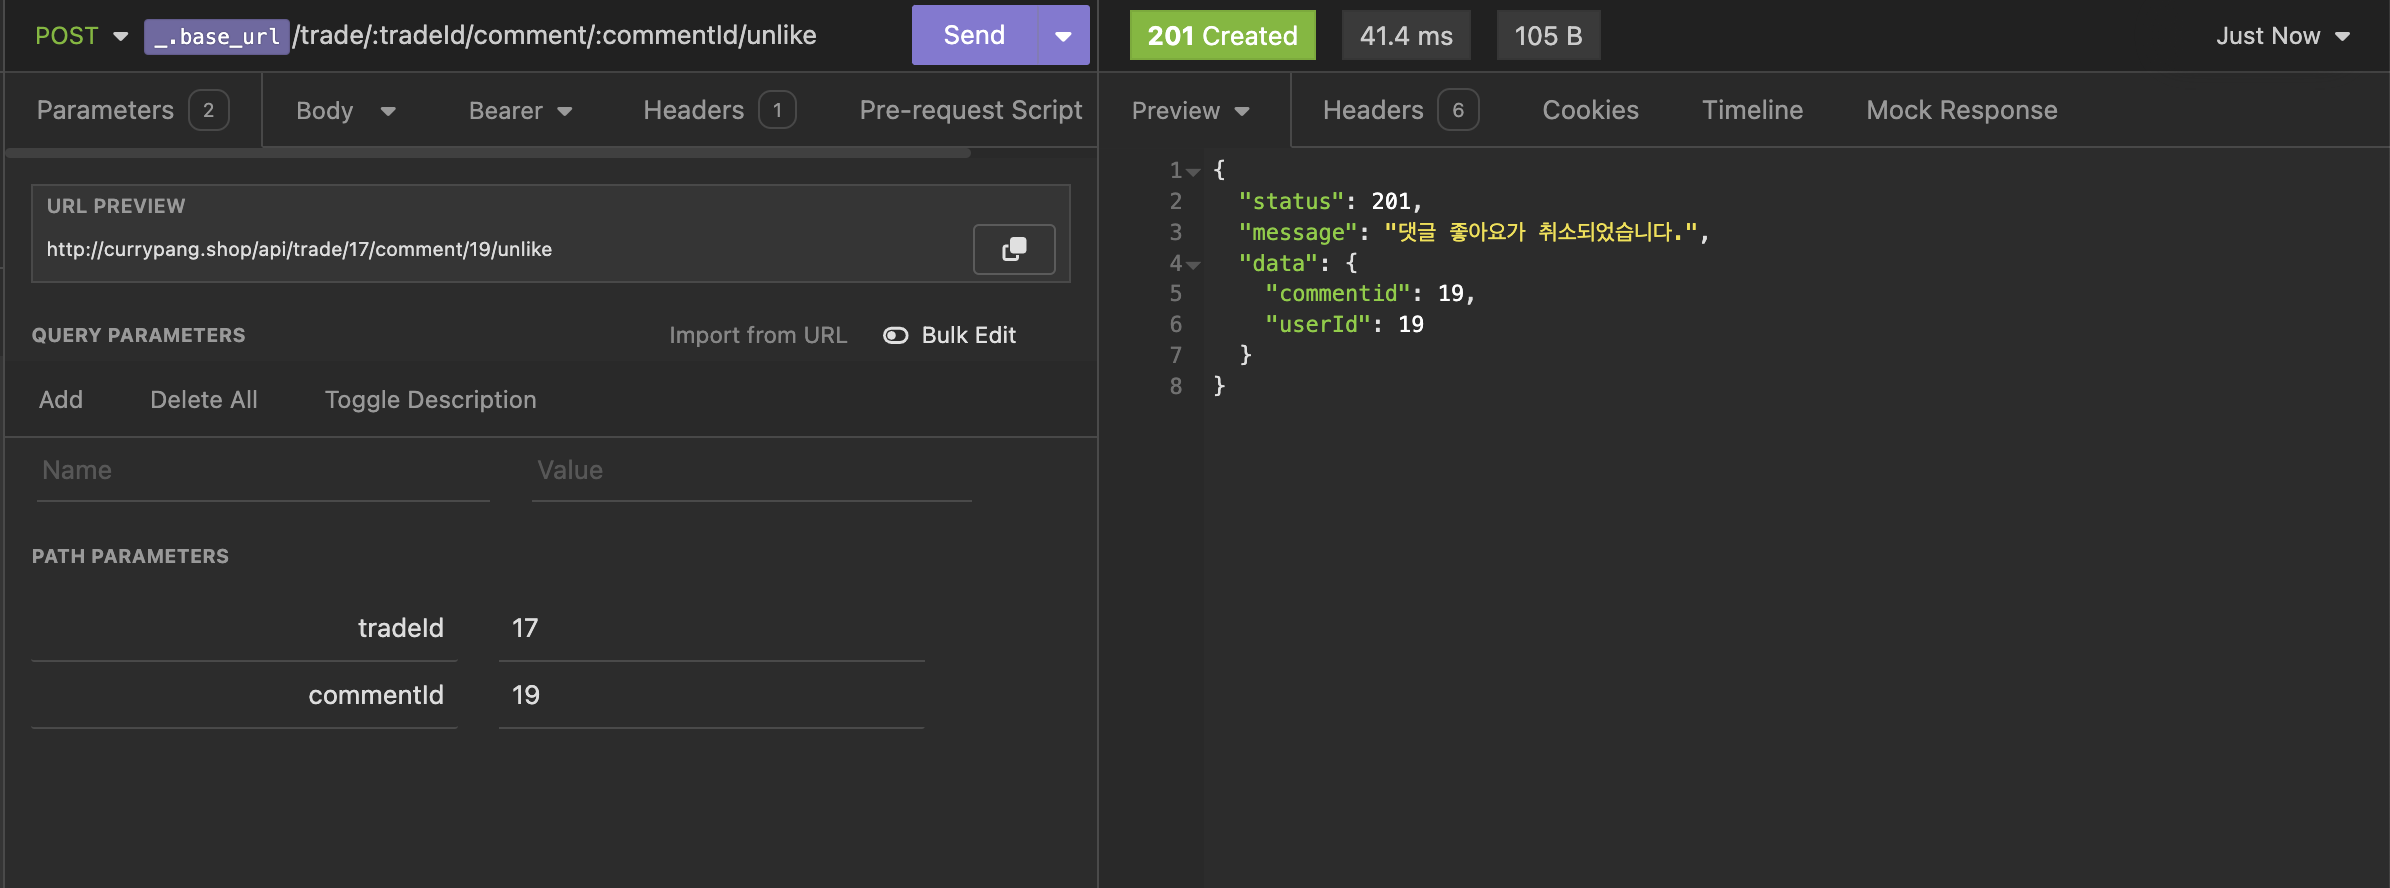 POST _.base_url/trade/:tradeId/comment/:commentId/unlike Send
Parameters 2 Body Bearer Headers 1 Pre-request Script
URL PREVIEW
http://currypang.shop/api/trade/17/comment/19/unlike
QUERY PARAMETERS Import from URL Bulk Edit
Add Delete All Toggle Description
Name Value
PATH PARAMETERS
tradeId 17
commentId 19
201 Created 41.4 ms 105 B Just Now
Preview Headers 6 Cookies Timeline Mock Response
1 {
2 "status": 201,
3 "message": "댓글 좋아요가 취소되었습니다.",
4 "data": {
5 "commentid": 19,
6 "userId": 19
7 }
8 }